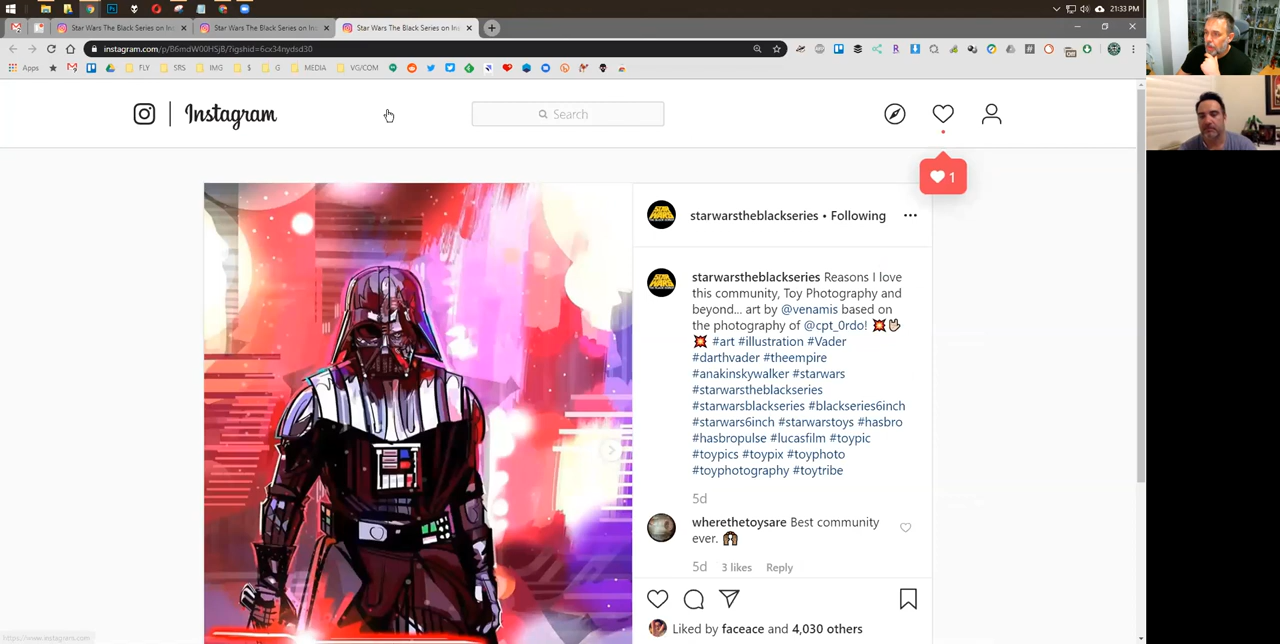 21:33 PM
Star Wars The Black Series on In
Star Wars The Black Series on In
Star Wars The Black Series on In
instagram.com/p/B6mdW00HSjB/?igshid=6cx34nydsd30
Apps
FLY
SRS
IMG
$
G
MEDIA
VG/COM
Instagram
Search
1
starwarstheblackseries • Following
starwarstheblackseries Reasons I love
this community, Toy Photography and
beyond... art by @venamis based on
the photography of @cpt_0rdo! 
#art #illustration #Vader
#darthvader #theempire
#anakinskywalker #starwars
#starwarstheblackseries
#starwarsblackseries #blackseries6inch
#starwars6inch #starwarstoys #hasbro
#hasbropulse #lucasfilm #toypic
#toypics #toypix #toyphoto
#toyphotography #toytribe
5d
wherethetoysare Best community
ever.
5d 3 likes Reply
Liked by faceace and 4,030 others
https://www.instagram.com